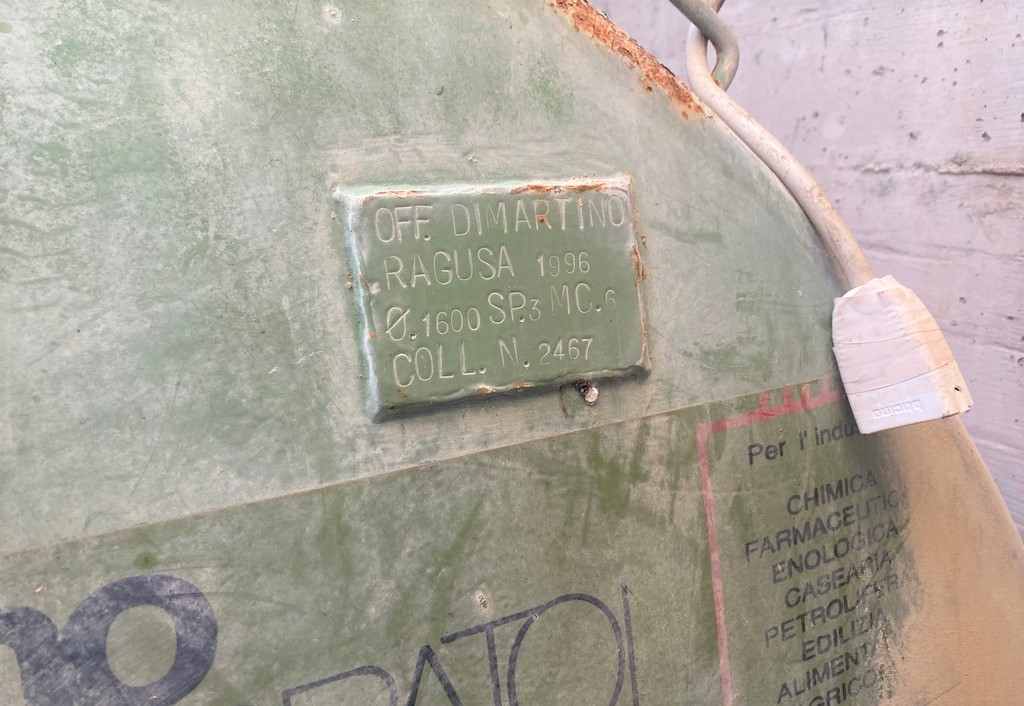 OFF. DIMARTINO
RAGUSA 1996
Ø.1600 SP.3 MC.6
COLL. N. 2467
Per l'indu
CHIMICA
FARMACEUTIC
ENOLOGICA
CASEARIA
PETROLIFERA
EDILIZIA
ALIMENTA
GRICO